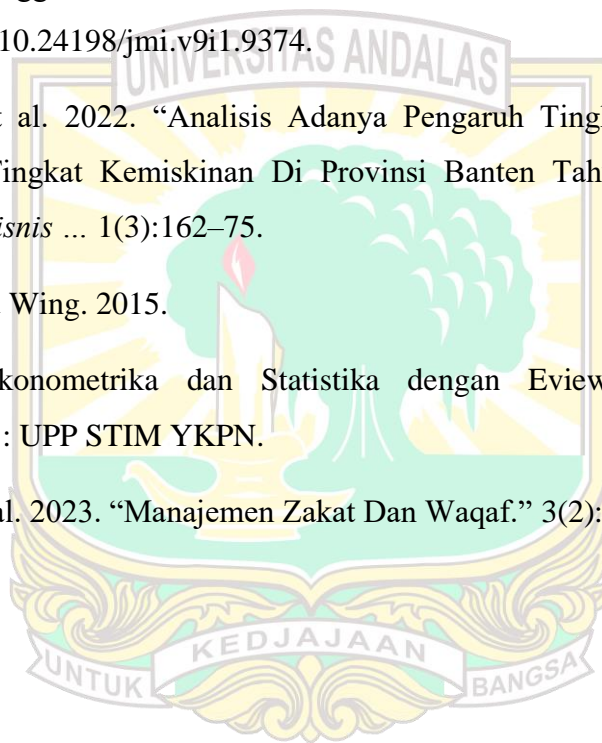 10.24198/jmi.v9i1.9374.
UNIVERSITAS ANDALAS
t al. 2022. “Analisis Adanya Pengaruh Tingk
Tingkat Kemiskinan Di Provinsi Banten Tah
isnis ... 1(3):162–75.
Wing. 2015.
konometrika dan Statistika dengan Eview
: UPP STIM YKPN.
al. 2023. “Manajemen Zakat Dan Waqaf.” 3(2):
KEDJAJAAN
UNTUK BANGSA